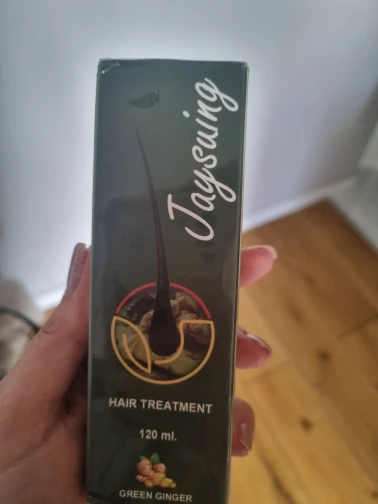 Jaysuing
HAIR TREATMENT
120 ml.
GREEN GINGER